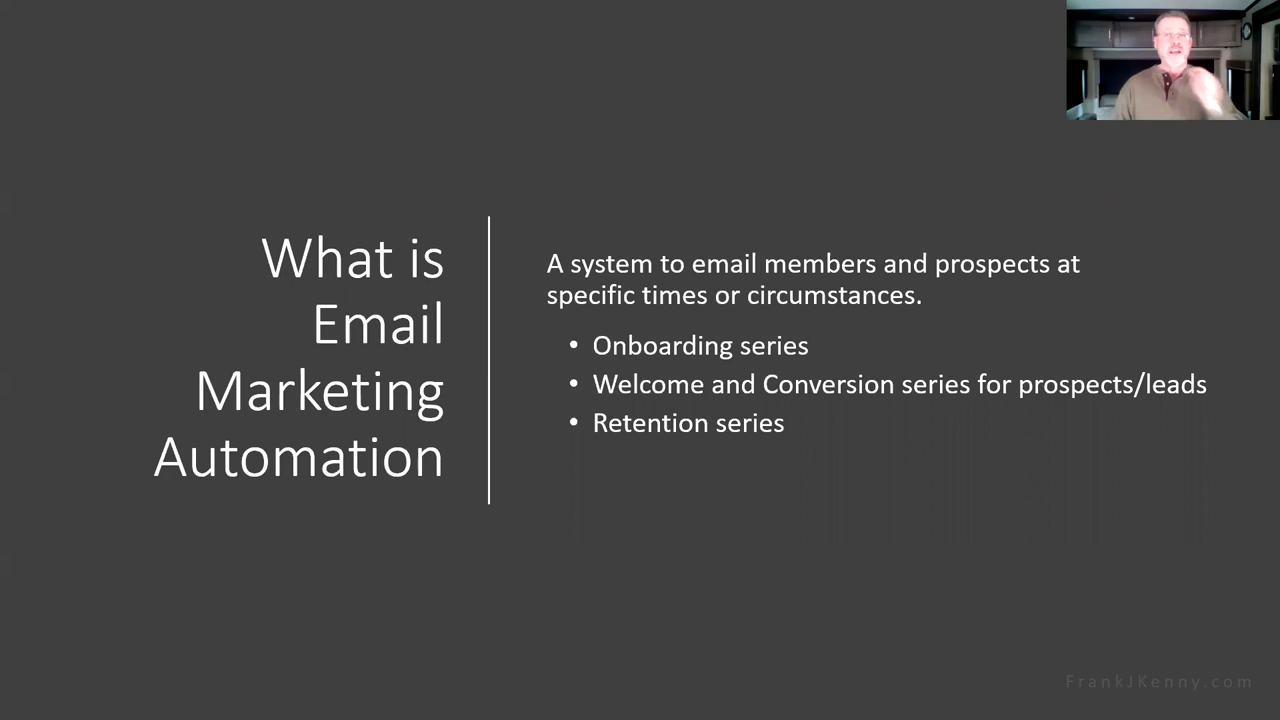 What is
Email
Marketing
Automation
A system to email members and prospects at
specific times or circumstances.
• Onboarding series
• Welcome and Conversion series for prospects/leads
• Retention series
FrankJKenny.com